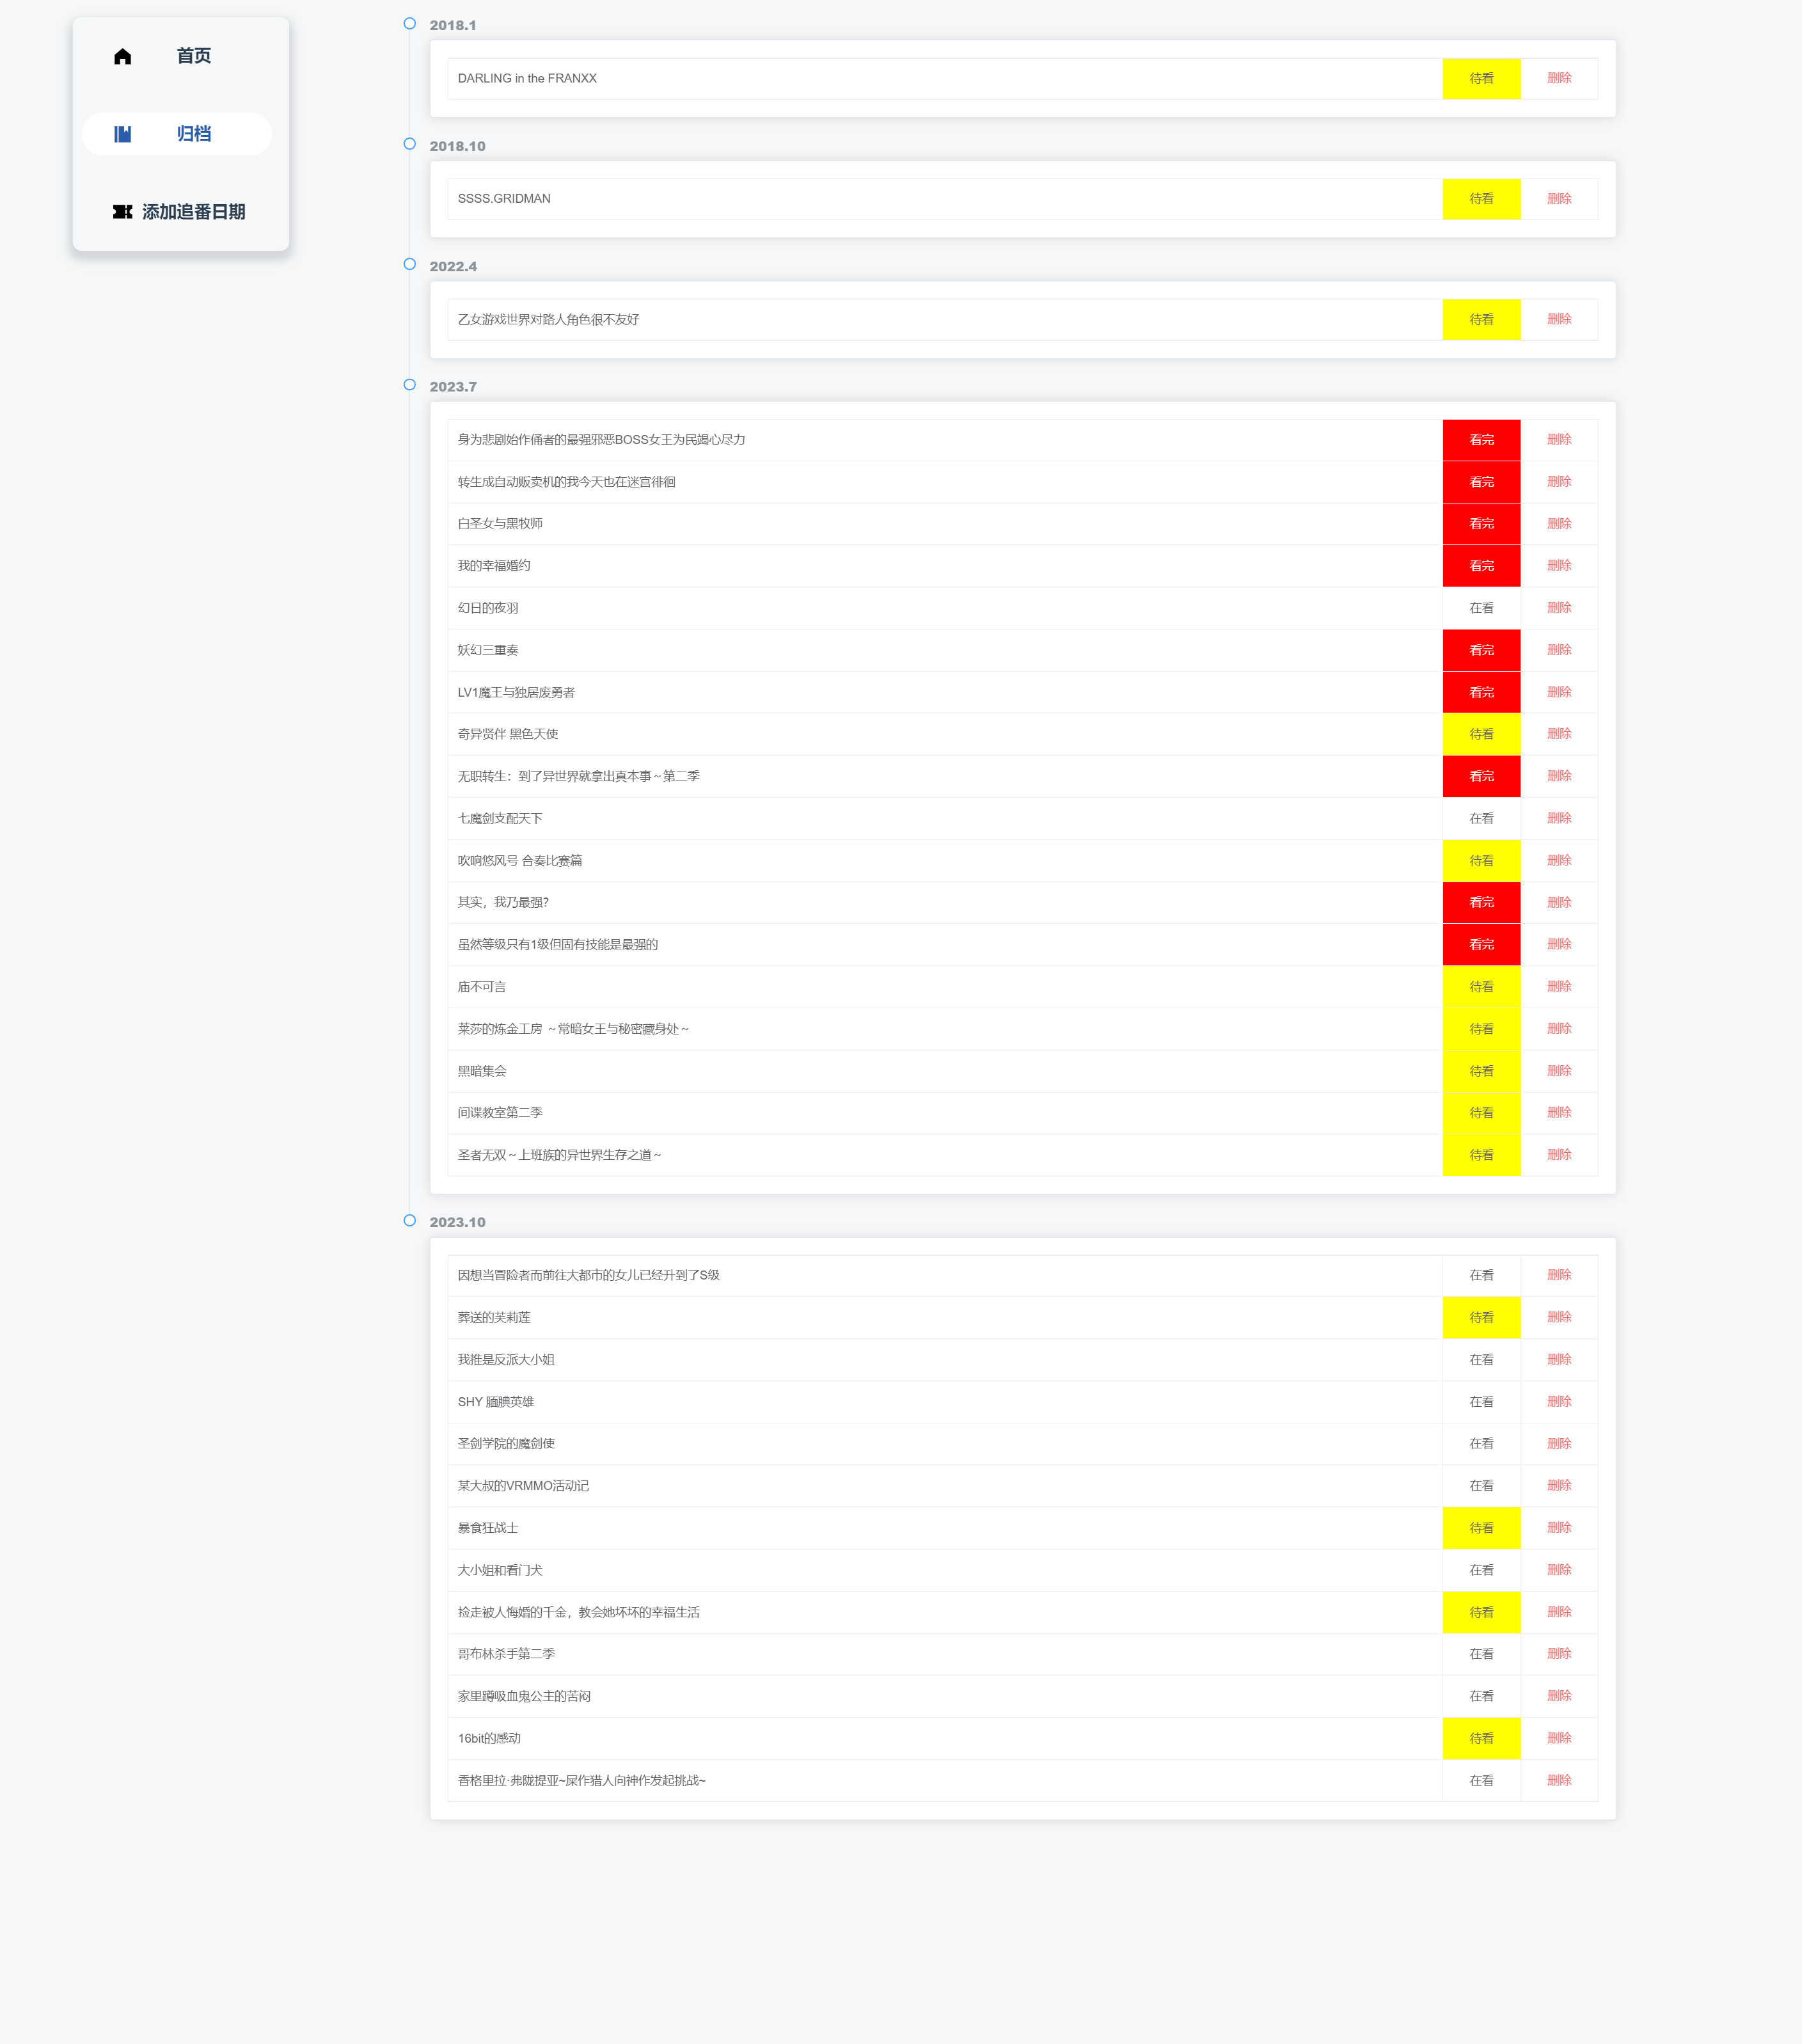 首页
归档
添加追番日期
2018.1
DARLING in the FRANXX 待看 删除
2018.10
SSSS.GRIDMAN 待看 删除
2022.4
乙女游戏世界对路人角色很不友好 待看 删除
2023.7
身为悲剧始作俑者的最强邪恶BOSS女王为民竭心尽力 看完 删除
转生成自动贩卖机的我今天也在迷宫徘徊 看完 删除
白圣女与黑牧师 看完 删除
我的幸福婚约 看完 删除
幻日的夜羽 在看 删除
妖幻三重奏 看完 删除
LV1魔王与独居废勇者 看完 删除
奇异贤伴 黑色天使 待看 删除
无职转生：到了异世界就拿出真本事～第二季 看完 删除
七魔剑支配天下 在看 删除
吹响悠风号 合奏比赛篇 待看 删除
其实，我乃最强? 看完 删除
虽然等级只有1级但固有技能是最强的 看完 删除
庙不可言 待看 删除
莱莎的炼金工房 ～常暗女王与秘密藏身处～ 待看 删除
黑暗集会 待看 删除
间谍教室第二季 待看 删除
圣者无双～上班族的异世界生存之道～ 待看 删除
2023.10
因想当冒险者而前往大都市的女儿已经升到了S级 在看 删除
葬送的芙莉莲 待看 删除
我推是反派大小姐 在看 删除
SHY 腼腆英雄 在看 删除
圣剑学院的魔剑使 在看 删除
某大叔的VRMMO活动记 在看 删除
暴食狂战士 待看 删除
大小姐和看门犬 在看 删除
捡走被人悔婚的千金，教会她坏坏的幸福生活 待看 删除
哥布林杀手第二季 在看 删除
家里蹲吸血鬼公主的苦闷 在看 删除
16bit的感动 待看 删除
香格里拉·弗陇提亚~屎作猎人向神作发起挑战~ 在看 删除